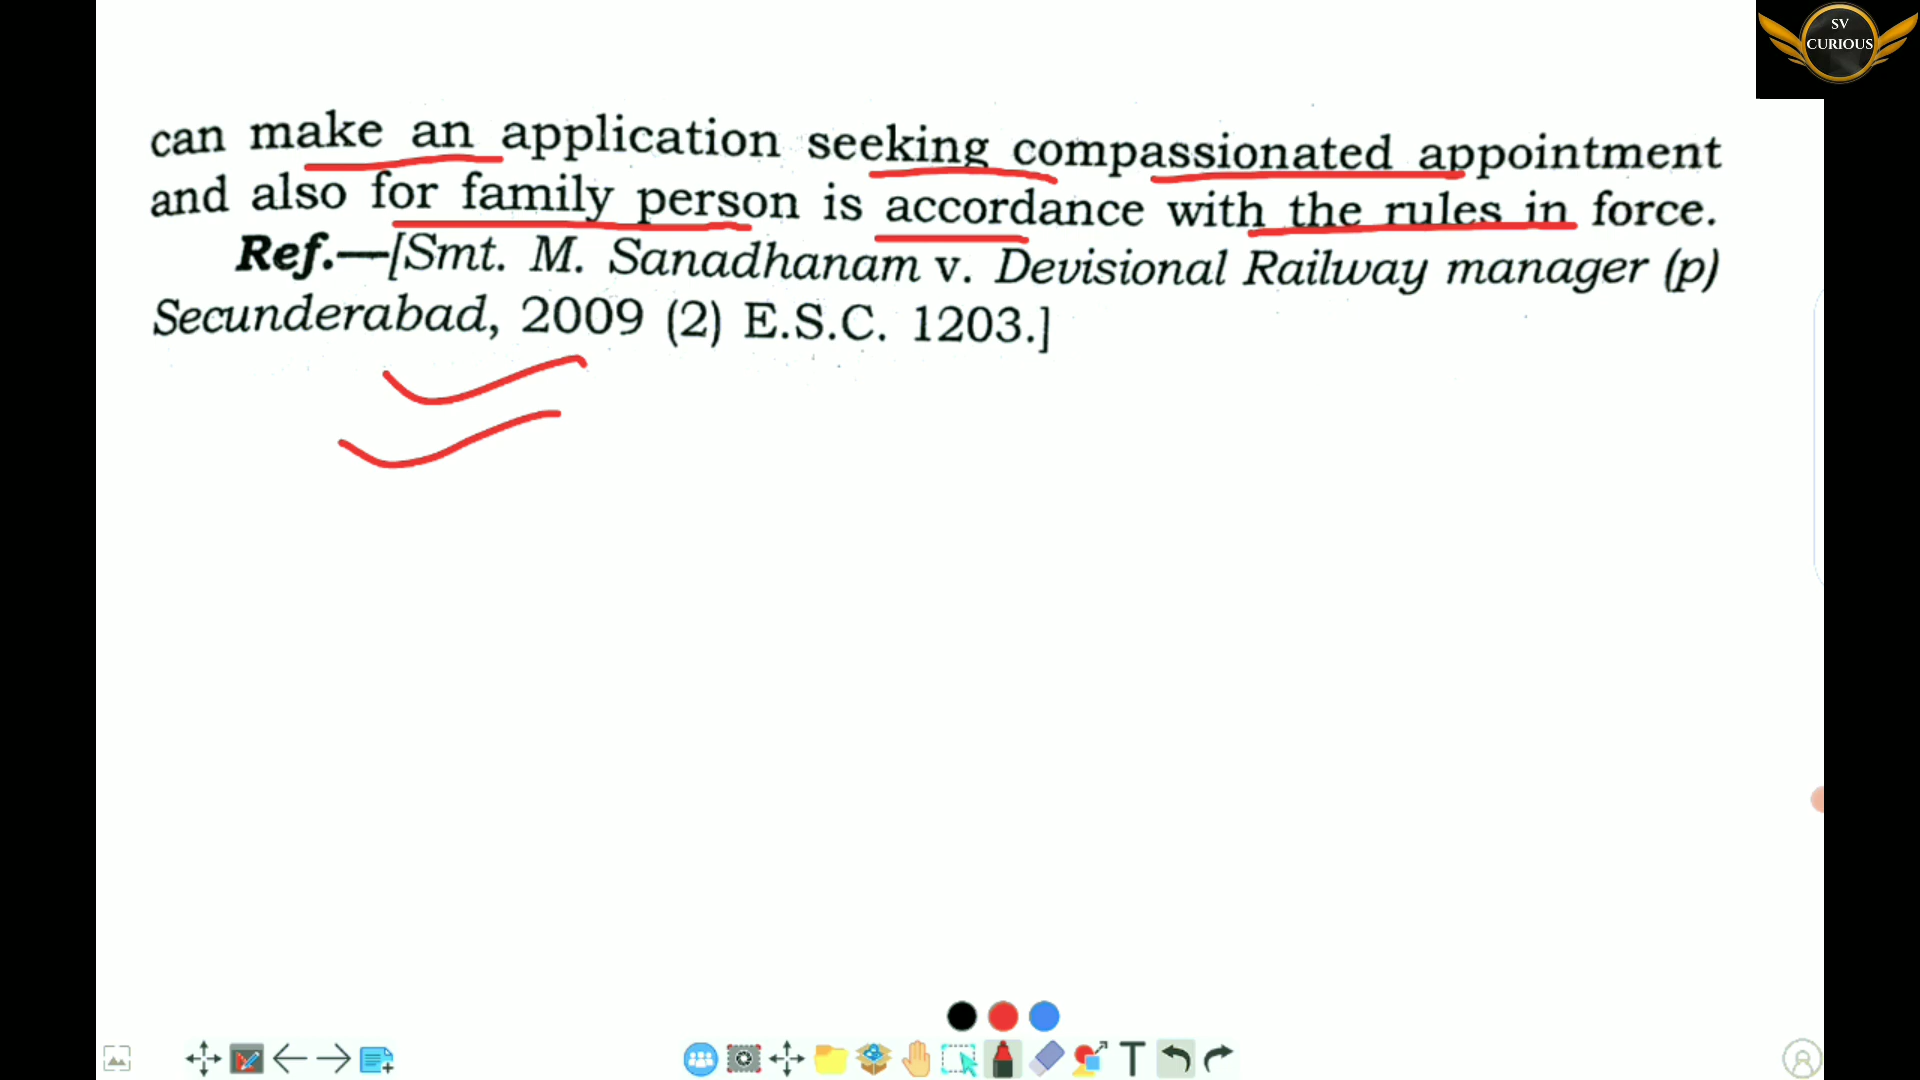 SV
CURIOUS
can make an application seeking compassionated appointment
and also for family person is accordance with the rules in force.
Ref.—[Smt. M. Sanadhanam v. Devisional Railway manager (p)
Secunderabad, 2009 (2) E.S.C. 1203.]
T